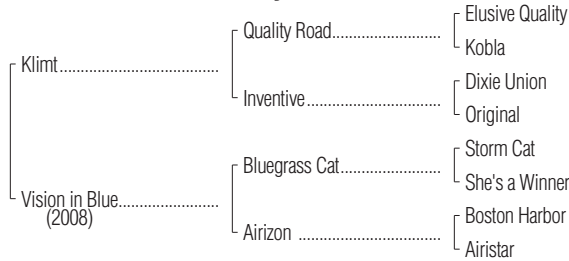 Elusive Quality
Quality Road
Kobla
Klimt
Dixie Union
Inventive
Original
Storm Cat
Bluegrass Cat
She's a Winner
Vision in Blue
(2008)
Boston Harbor
Airizon
Airistar